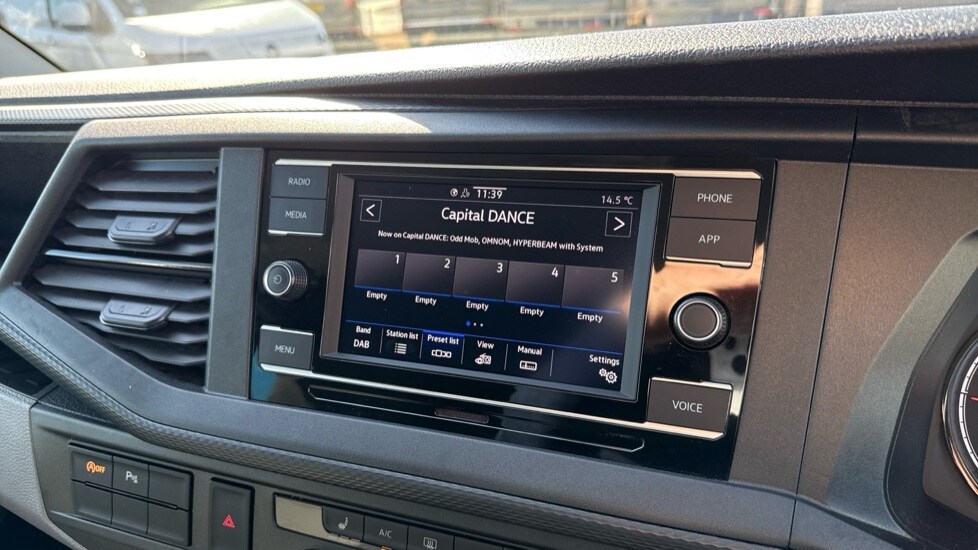 RADIO
MEDIA
MENU
11:39
14.5 °C
<
Capital DANCE
>
Now on Capital DANCE: Odd Mob, OMNOM, HYPERBEAM with System
1 2 3 4 5
Empty Empty Empty Empty Empty
Band Station list Preset list View Manual Settings
DAB
PHONE
APP
VOICE
A OFF
P
A/C